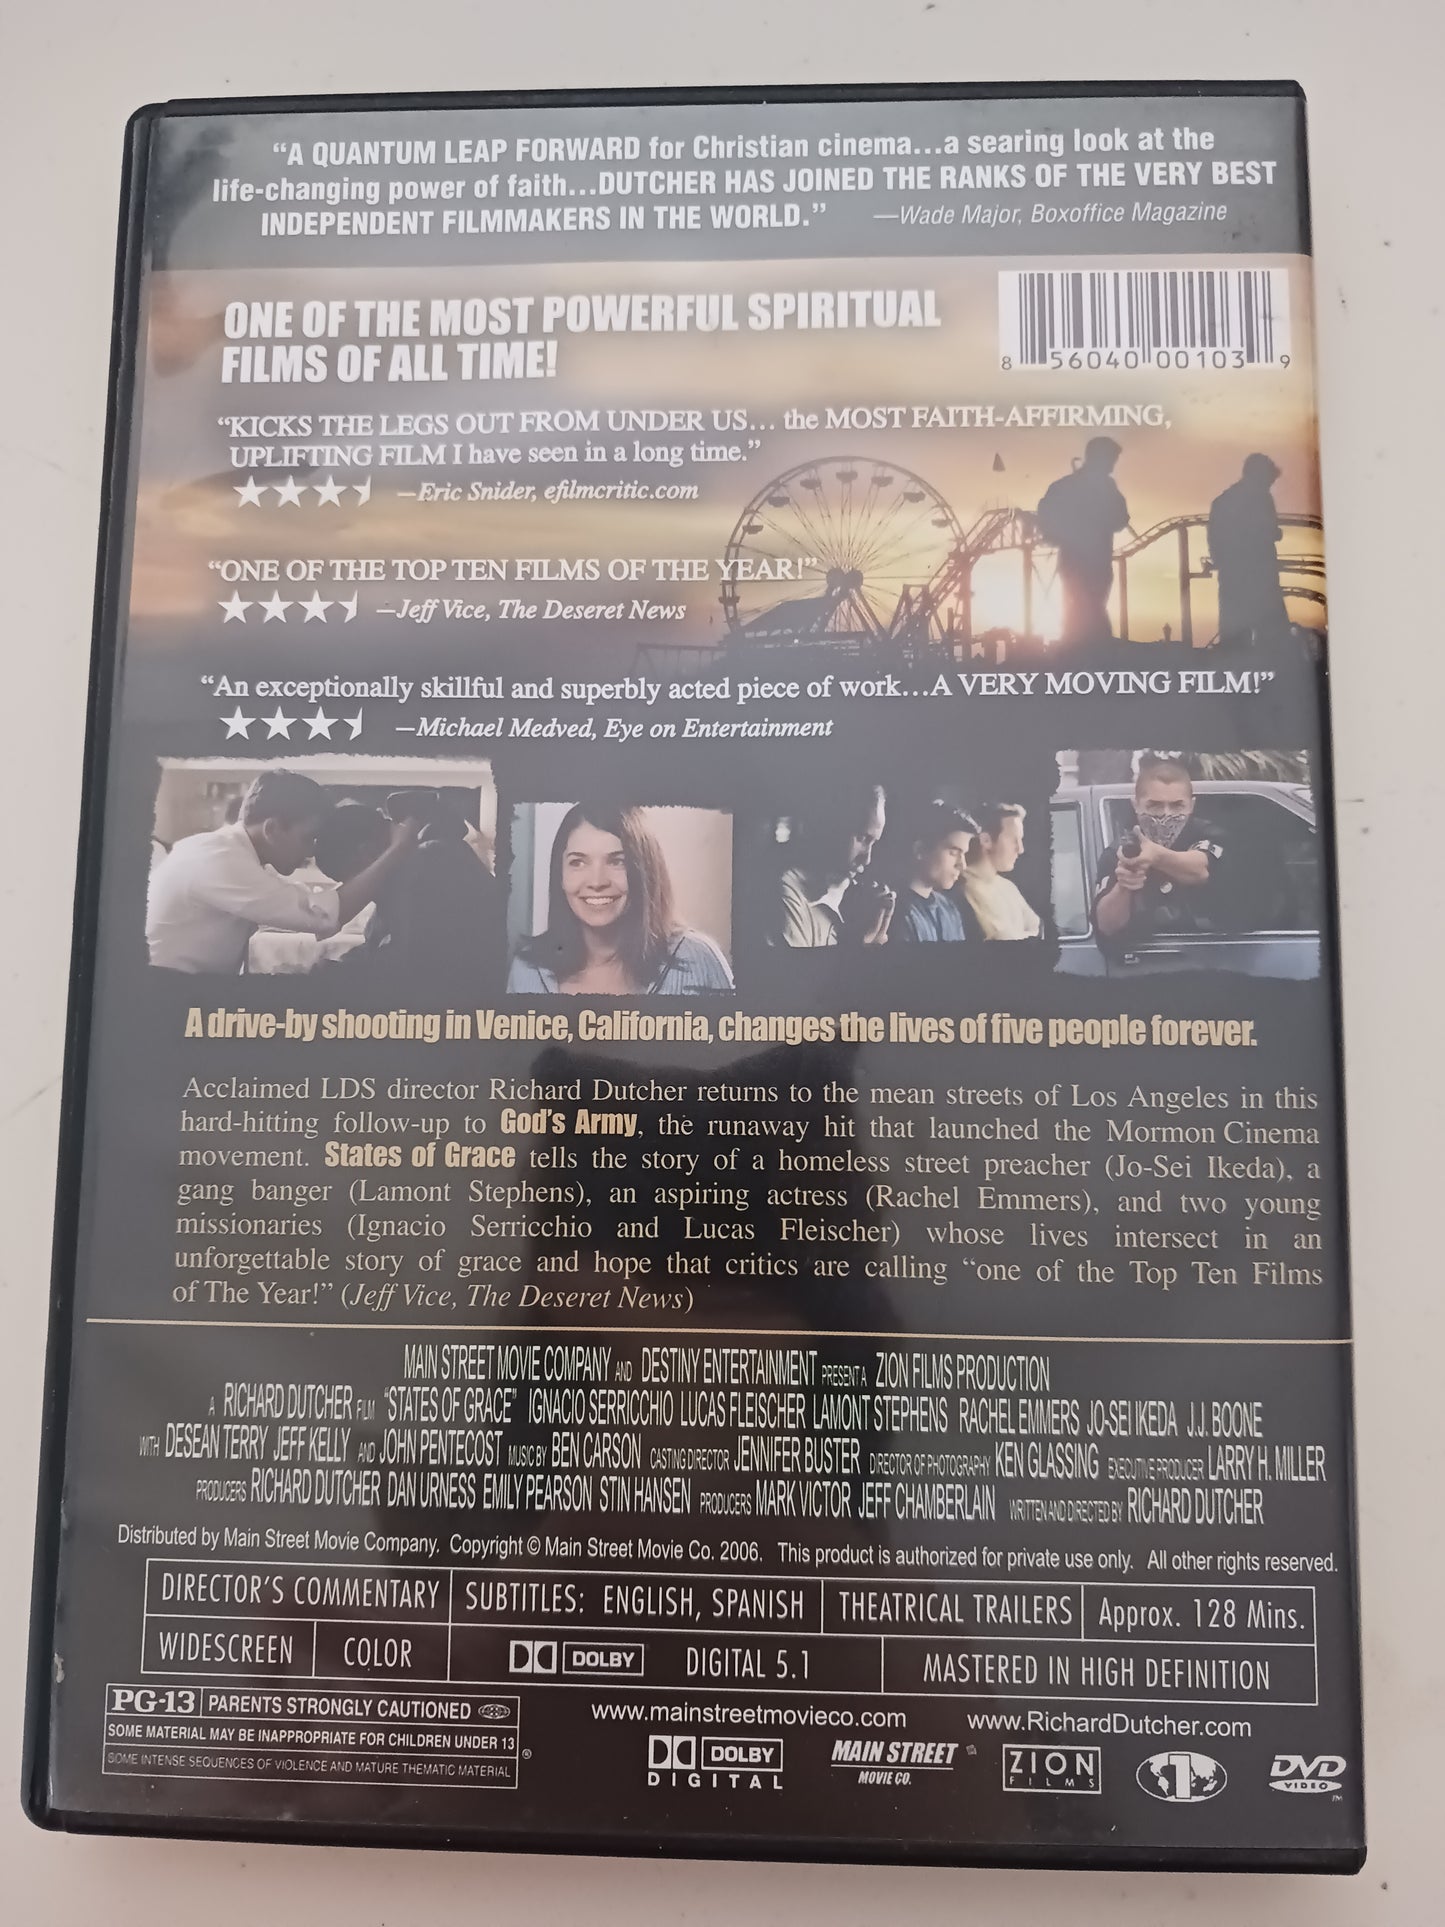 “A QUANTUM LEAP FORWARD for Christian cinema...a searing look at the
life-changing power of faith...DUTCHER HAS JOINED THE RANKS OF THE VERY BEST
INDEPENDENT FILMMAKERS IN THE WORLD.” —Wade Major, Boxoffice Magazine
ONE OF THE MOST POWERFUL SPIRITUAL
FILMS OF ALL TIME!
8 56040 00103 9
“KICKS THE LEGS OUT FROM UNDER US... the MOST FAITH-AFFIRMING,
UPLIFTING FILM I have seen in a long time.”
—Eric Snider, efilmcritic.com
“ONE OF THE TOP TEN FILMS OF THE YEAR!”
—Jeff Vice, The Deseret News
“An exceptionally skillful and superbly acted piece of work...A VERY MOVING FILM!”
—Michael Medved, Eye on Entertainment
A drive-by shooting in Venice, California, changes the lives of five people forever.
Acclaimed LDS director Richard Dutcher returns to the mean streets of Los Angeles in this
hard-hitting follow-up to God's Army, the runaway hit that launched the Mormon Cinema
movement. States of Grace tells the story of a homeless street preacher (Jo-Sei Ikeda), a
gang banger (Lamont Stephens), an aspiring actress (Rachel Emmers), and two young
missionaries (Ignacio Serricchio and Lucas Fleischer) whose lives intersect in an
unforgettable story of grace and hope that critics are calling “one of the Top Ten Films
of The Year!” (Jeff Vice, The Deseret News)
MAIN STREET MOVIE COMPANY AND DESTINY ENTERTAINMENT PRESENT A ZION FILMS PRODUCTION
A RICHARD DUTCHER FILM “STATES OF GRACE” IGNACIO SERRICCHIO LUCAS FLEISCHER LAMONT STEPHENS RACHEL EMMERS JO-SEI IKEDA J.J. BOONE
WITH DESEAN TERRY JEFF KELLY AND JOHN PENTECOST MUSIC BY BEN CARSON CASTING DIRECTOR JENNIFER BUSTER DIRECTOR OF PHOTOGRAPHY KEN GLASSING EXECUTIVE PRODUCER LARRY H. MILLER
PRODUCERS RICHARD DUTCHER DAN URNESS EMILY PEARSON STIN HANSEN PRODUCERS MARK VICTOR JEFF CHAMBERLAIN WRITTEN AND DIRECTED BY RICHARD DUTCHER
Distributed by Main Street Movie Company. Copyright © Main Street Movie Co. 2006. This product is authorized for private use only. All other rights reserved.
DIRECTOR'S COMMENTARY SUBTITLES: ENGLISH, SPANISH THEATRICAL TRAILERS Approx. 128 Mins.
WIDESCREEN COLOR DOLBY DIGITAL 5.1 MASTERED IN HIGH DEFINITION
PG-13 PARENTS STRONGLY CAUTIONED
SOME MATERIAL MAY BE INAPPROPRIATE FOR CHILDREN UNDER 13 ®
SOME INTENSE SEQUENCES OF VIOLENCE AND MATURE THEMATIC MATERIAL
www.mainstreetmovieco.com www.RichardDutcher.com
DOLBY
DIGITAL
MAIN STREET
MOVIE CO.
ZION
FILMS
1
DVD
VIDEO
TM